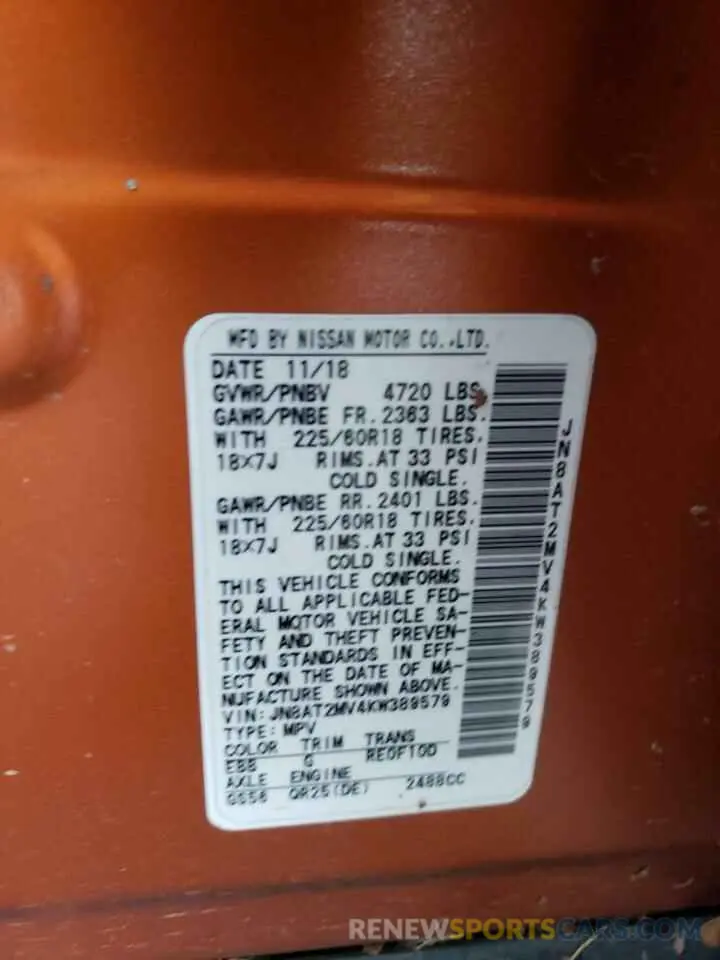 MFD BY NISSAN MOTOR CO.,LTD.
DATE 11/18
GVWR/PNBV 4720 LBS
GAWR/PNBE FR.2363 LBS.
WITH 225/60R18 TIRES.
18X7J RIMS.AT 33 PSI
COLD SINGLE.
GAWR/PNBE RR.2401 LBS.
WITH 225/60R18 TIRES.
18X7J RIMS.AT 33 PSI
COLD SINGLE.
THIS VEHICLE CONFORMS
TO ALL APPLICABLE FED-
ERAL MOTOR VEHICLE SA-
FETY AND THEFT PREVEN-
TION STANDARDS IN EFF-
ECT ON THE DATE OF MA-
NUFACTURE SHOWN ABOVE.
VIN:JN8AT2MV4KW389579
TYPE:MPV
COLOR TRIM TRANS
EBB G RE0F10D
AXLE ENGINE
GS58 QR25(DE) 2488CC
JN8AT2MV4KW389579
RENEWSPORTSCARS.COM